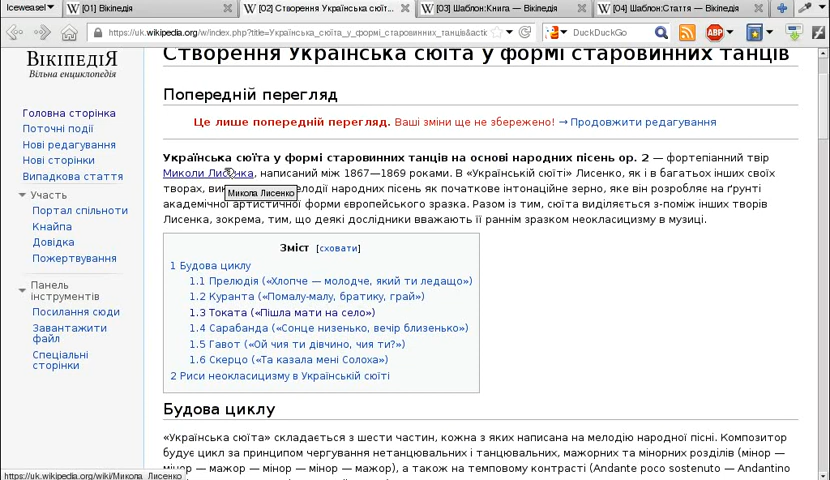 Iceweasel
[01] Вікіпедія
[02] Створення Українська сюїт...
[03] Шаблон:Книга — Вікіпедія
[04] Шаблон:Стаття — Вікіпедія
https://uk.wikipedia.org/w/index.php?title=Українська_сюїта_у_формі_старовинних_танців&acti
DuckDuckGo
ABP
ВІКІПЕДІЯ
Вільна енциклопедія
Головна сторінка
Поточні події
Нові редагування
Нові сторінки
Випадкова стаття
Участь
Портал спільноти
Кнайпа
Довідка
Пожертвування
Панель
інструментів
Посилання сюди
Завантажити
файл
Спеціальні
сторінки
Створення Українська сюїта у формі старовинних танців
Попередній перегляд
Це лише попередній перегляд. Ваші зміни ще не збережено! → Продовжити редагування
Українська сюїта у формі старовинних танців на основі народних пісень ор. 2 — фортепіанний твір
Миколи Лисенка, написаний між 1867—1869 роками. В «Українській сюїті» Лисенко, як і в багатьох інших своїх
творах, мелодії народних пісень як початкове інтонаційне зерно, яке він розробляє на ґрунті
Микола Лисенко
академічної артистичної форми європейського зразка. Разом із тим, сюїта виділяється з-поміж інших творів
Лисенка, зокрема, тим, що деякі дослідники вважають її раннім зразком неокласицизму в музиці.
Зміст [сховати]
1 Будова циклу
1.1 Прелюдія («Хлопче — молодче, який ти ледащо»)
1.2 Куранта («Помалу-малу, братику, грай»)
1.3 Токата («Пішла мати на село»)
1.4 Сарабанда («Сонце низенько, вечір близенько»)
1.5 Гавот («Ой чия ти дівчино, чия ти?»)
1.6 Скерцо («Та казала мені Солоха»)
2 Риси неокласицизму в Українській сюїті
Будова циклу
«Українська сюїта» складається з шести частин, кожна з яких написана на мелодію народної пісні. Композитор
будує цикл за принципом чергування нетанцювальних і танцювальних, мажорних та мінорних розділів (мінор —
мінор — мажор — мінор — мінор — мажор), а також на темповому контрасті (Andante poco sostenuto — Andantino
https://uk.wikipedia.org/wiki/Микола_Лисенко